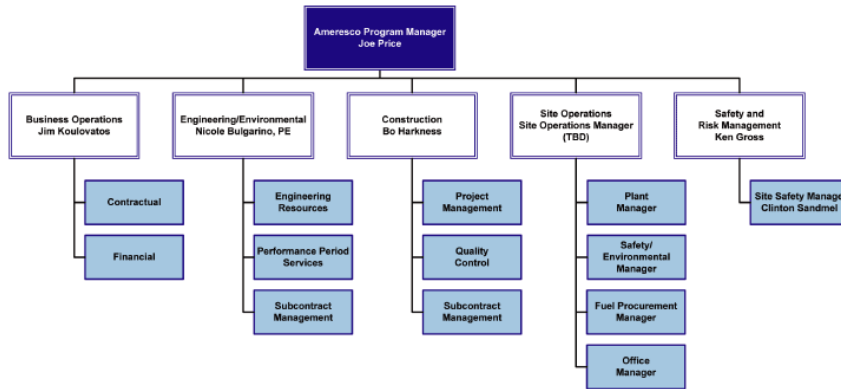 Ameresco Program Manager
Joe Price
Business Operations
Jim Koulovatos
Engineering/Environmental
Nicole Bulgarino, PE
Construction
Bo Harkness
Site Operations
Site Operations Manager
(TBD)
Safety and
Risk Management
Ken Gross
Contractual
Financial
Engineering
Resources
Performance Period
Services
Subcontract
Management
Project
Management
Quality
Control
Subcontract
Management
Plant
Manager
Safety/
Environmental
Manager
Fuel Procurement
Manager
Office
Manager
Site Safety Manage
Clinton Sandmel